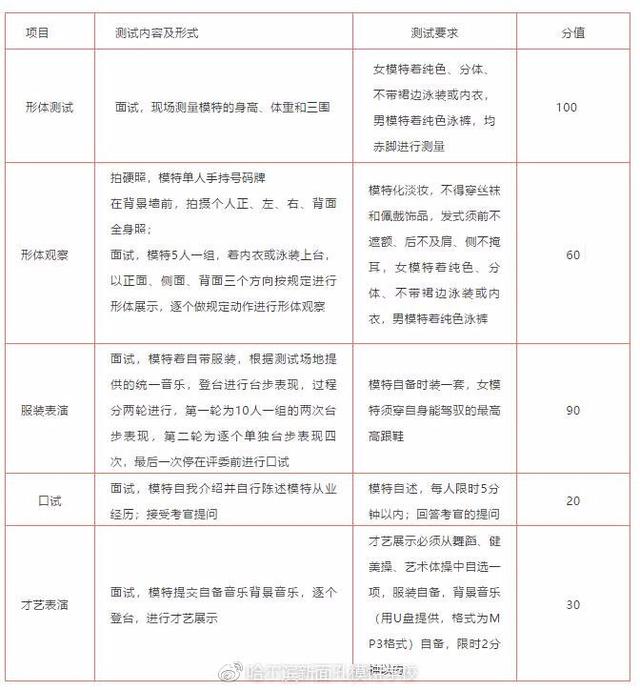 项目
测试内容及形式
测试要求
分值
形体测试
面试，现场测量模特的身高、体重和三围
女模特着纯色、分体、
不带裙边泳装或内衣，
男模特着纯色泳裤，均
赤脚进行测量
100
形体观察
拍硬照，模特单人手持号码牌
在背景墙前，拍摄个人正、左、右、背面
全身照；
面试，模特5人一组，着内衣或泳装上台，
以正面、侧面、背面三个方向按规定进行
形体展示，逐个做规定动作进行形体观察
模特化淡妆，不得穿丝袜
和佩戴饰品，发式须前不
遮额、后不及肩、侧不掩
耳，女模特着纯色、分
体、不带裙边泳装或内
衣，男模特着纯色泳裤
60
服装表演
面试，模特着自带服装，根据测试场地提
供的统一音乐，登台进行台步表现，过程
分两轮进行，第一轮为10人一组的两次台
步表现，第二轮为逐个单独台步表现四
次，最后一次停在评委前进行口试
模特自备时装一套，女模
特须穿自身能驾驭的最高
高跟鞋
90
口试
面试，模特自我介绍并自行陈述模特从业
经历；接受考官提问
模特自述，每人限时5分
钟以内；回答考官的提问
20
才艺表演
面试，模特提交自备音乐背景音乐，逐个
登台，进行才艺展示
才艺展示必须从舞蹈、健
美操、艺术体操中自选一
项，服装自备，背景音乐
（用U盘提供，格式为M
P3格式）自备，限时2分
钟以内
30
@哈尔滨新面孔模特学校